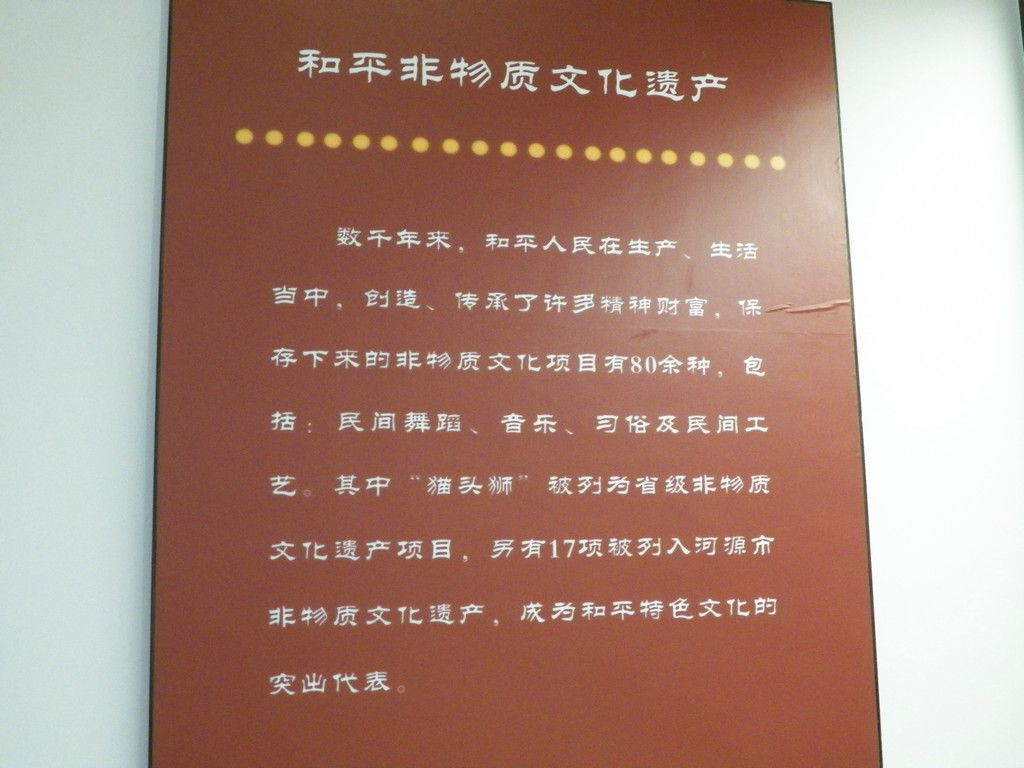 和平非物质文化遗产
数千年来，和平人民在生产、生活
当中，创造、传承了许多精神财富，保
存下来的非物质文化项目有80余种，包
括：民间舞蹈、音乐、习俗及民间工
艺。其中“猫头狮”被列为省级非物质
文化遗产项目，另有17项被列入河源市
非物质文化遗产，成为和平特色文化的
突出代表。